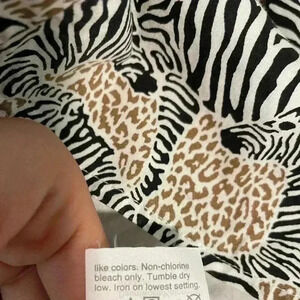 like colors. Non-chlorine
bleach only. Tumble dry
low. Iron on lowest setting.